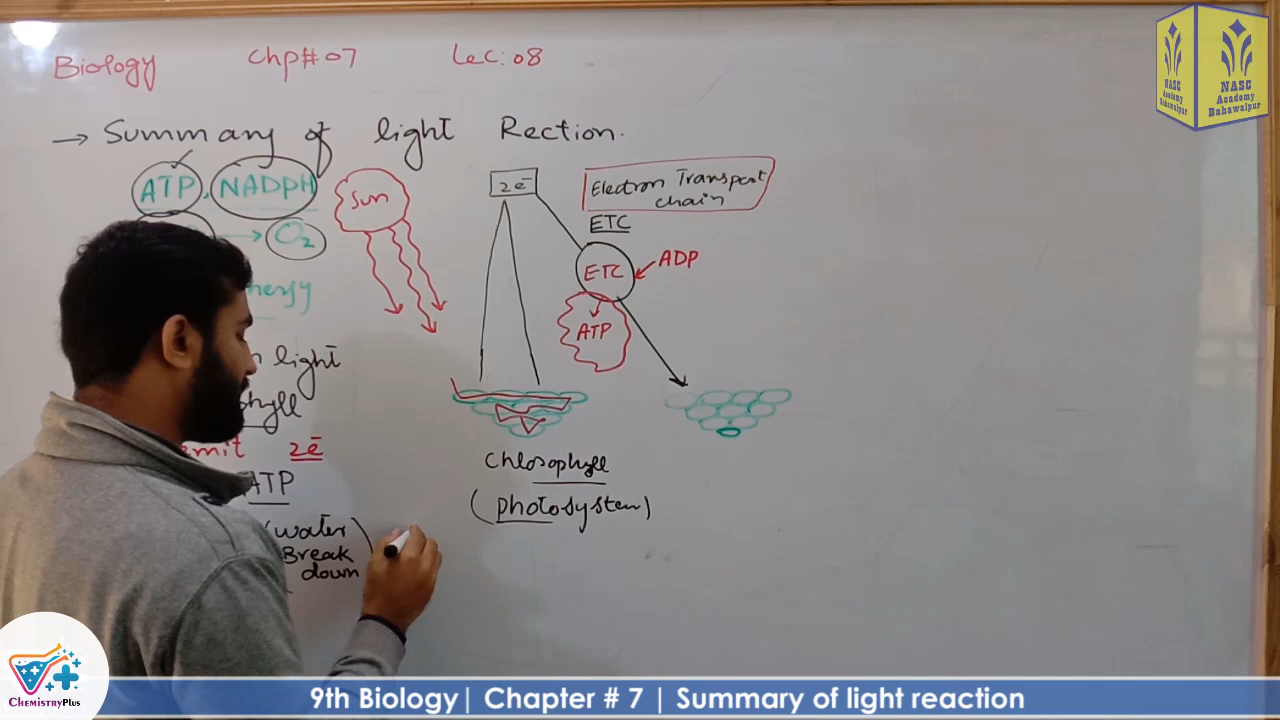 Biology Chp# 07 Lec: 08
→ Summary of light Rection.
ATP, NADPH
→ O₂
light
emit 2e⁻
ATP
(water
Break
down
Sun
2e⁻
Electron Transport
chain
ETC
ETC
ADP
ATP
Chlorophyll
(photosystem)
NASC
Academy
Bahawalpur
NASC
Academy
Bahawalpur
ChemistryPlus
9th Biology| Chapter # 7 | Summary of light reaction